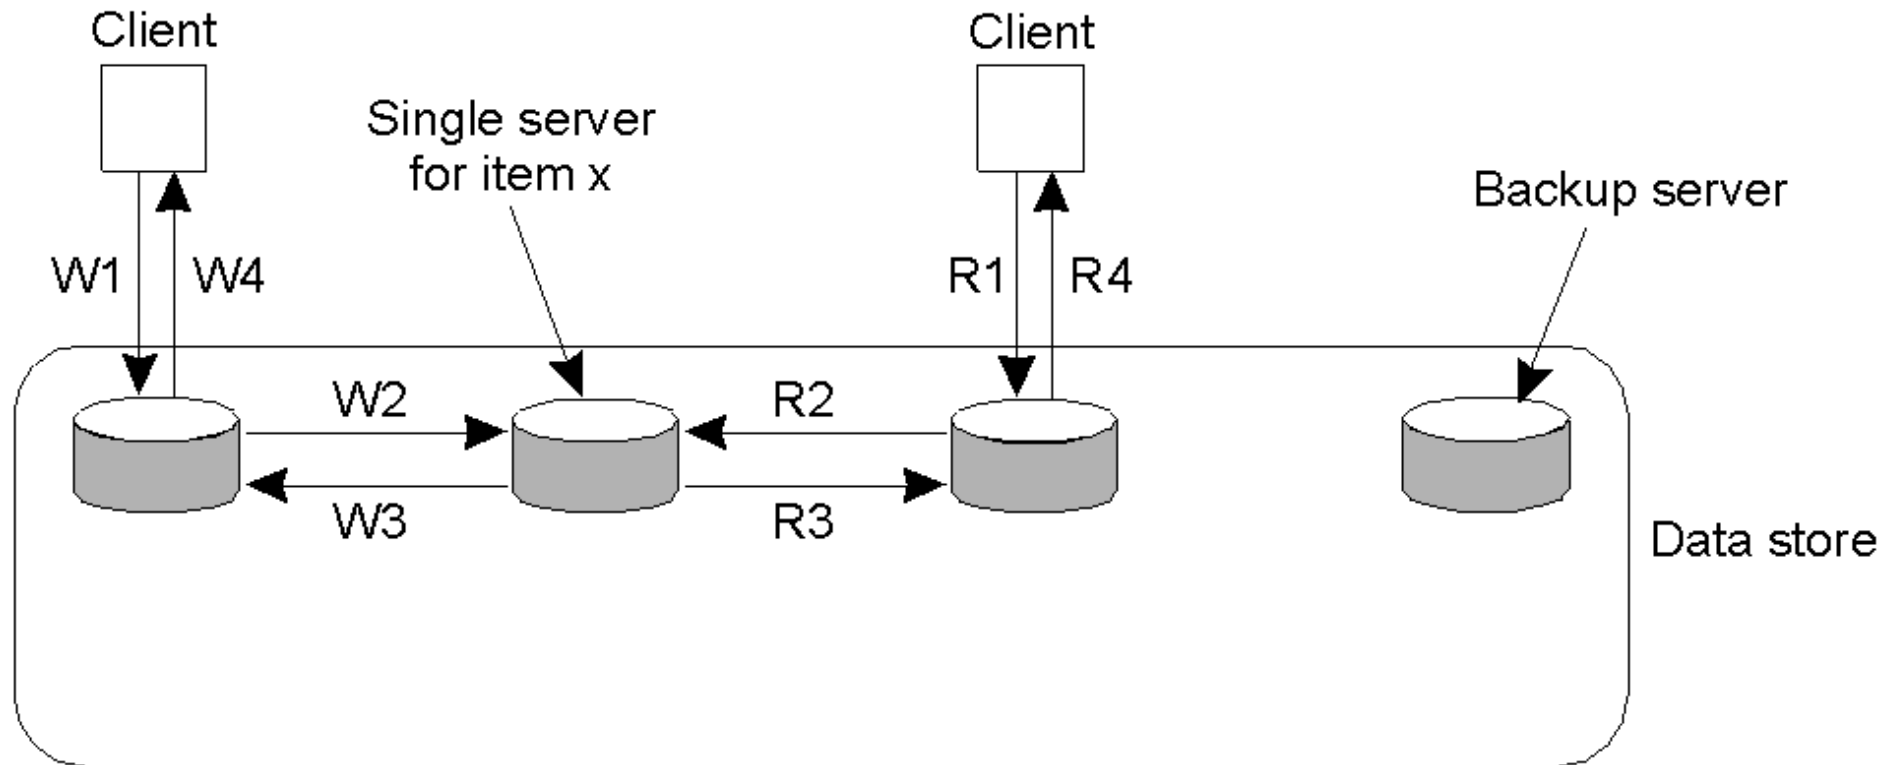 Client
Client
Single server
for item x
Backup server
W1
W4
R1
R4
W2
R2
W3
R3
Data store